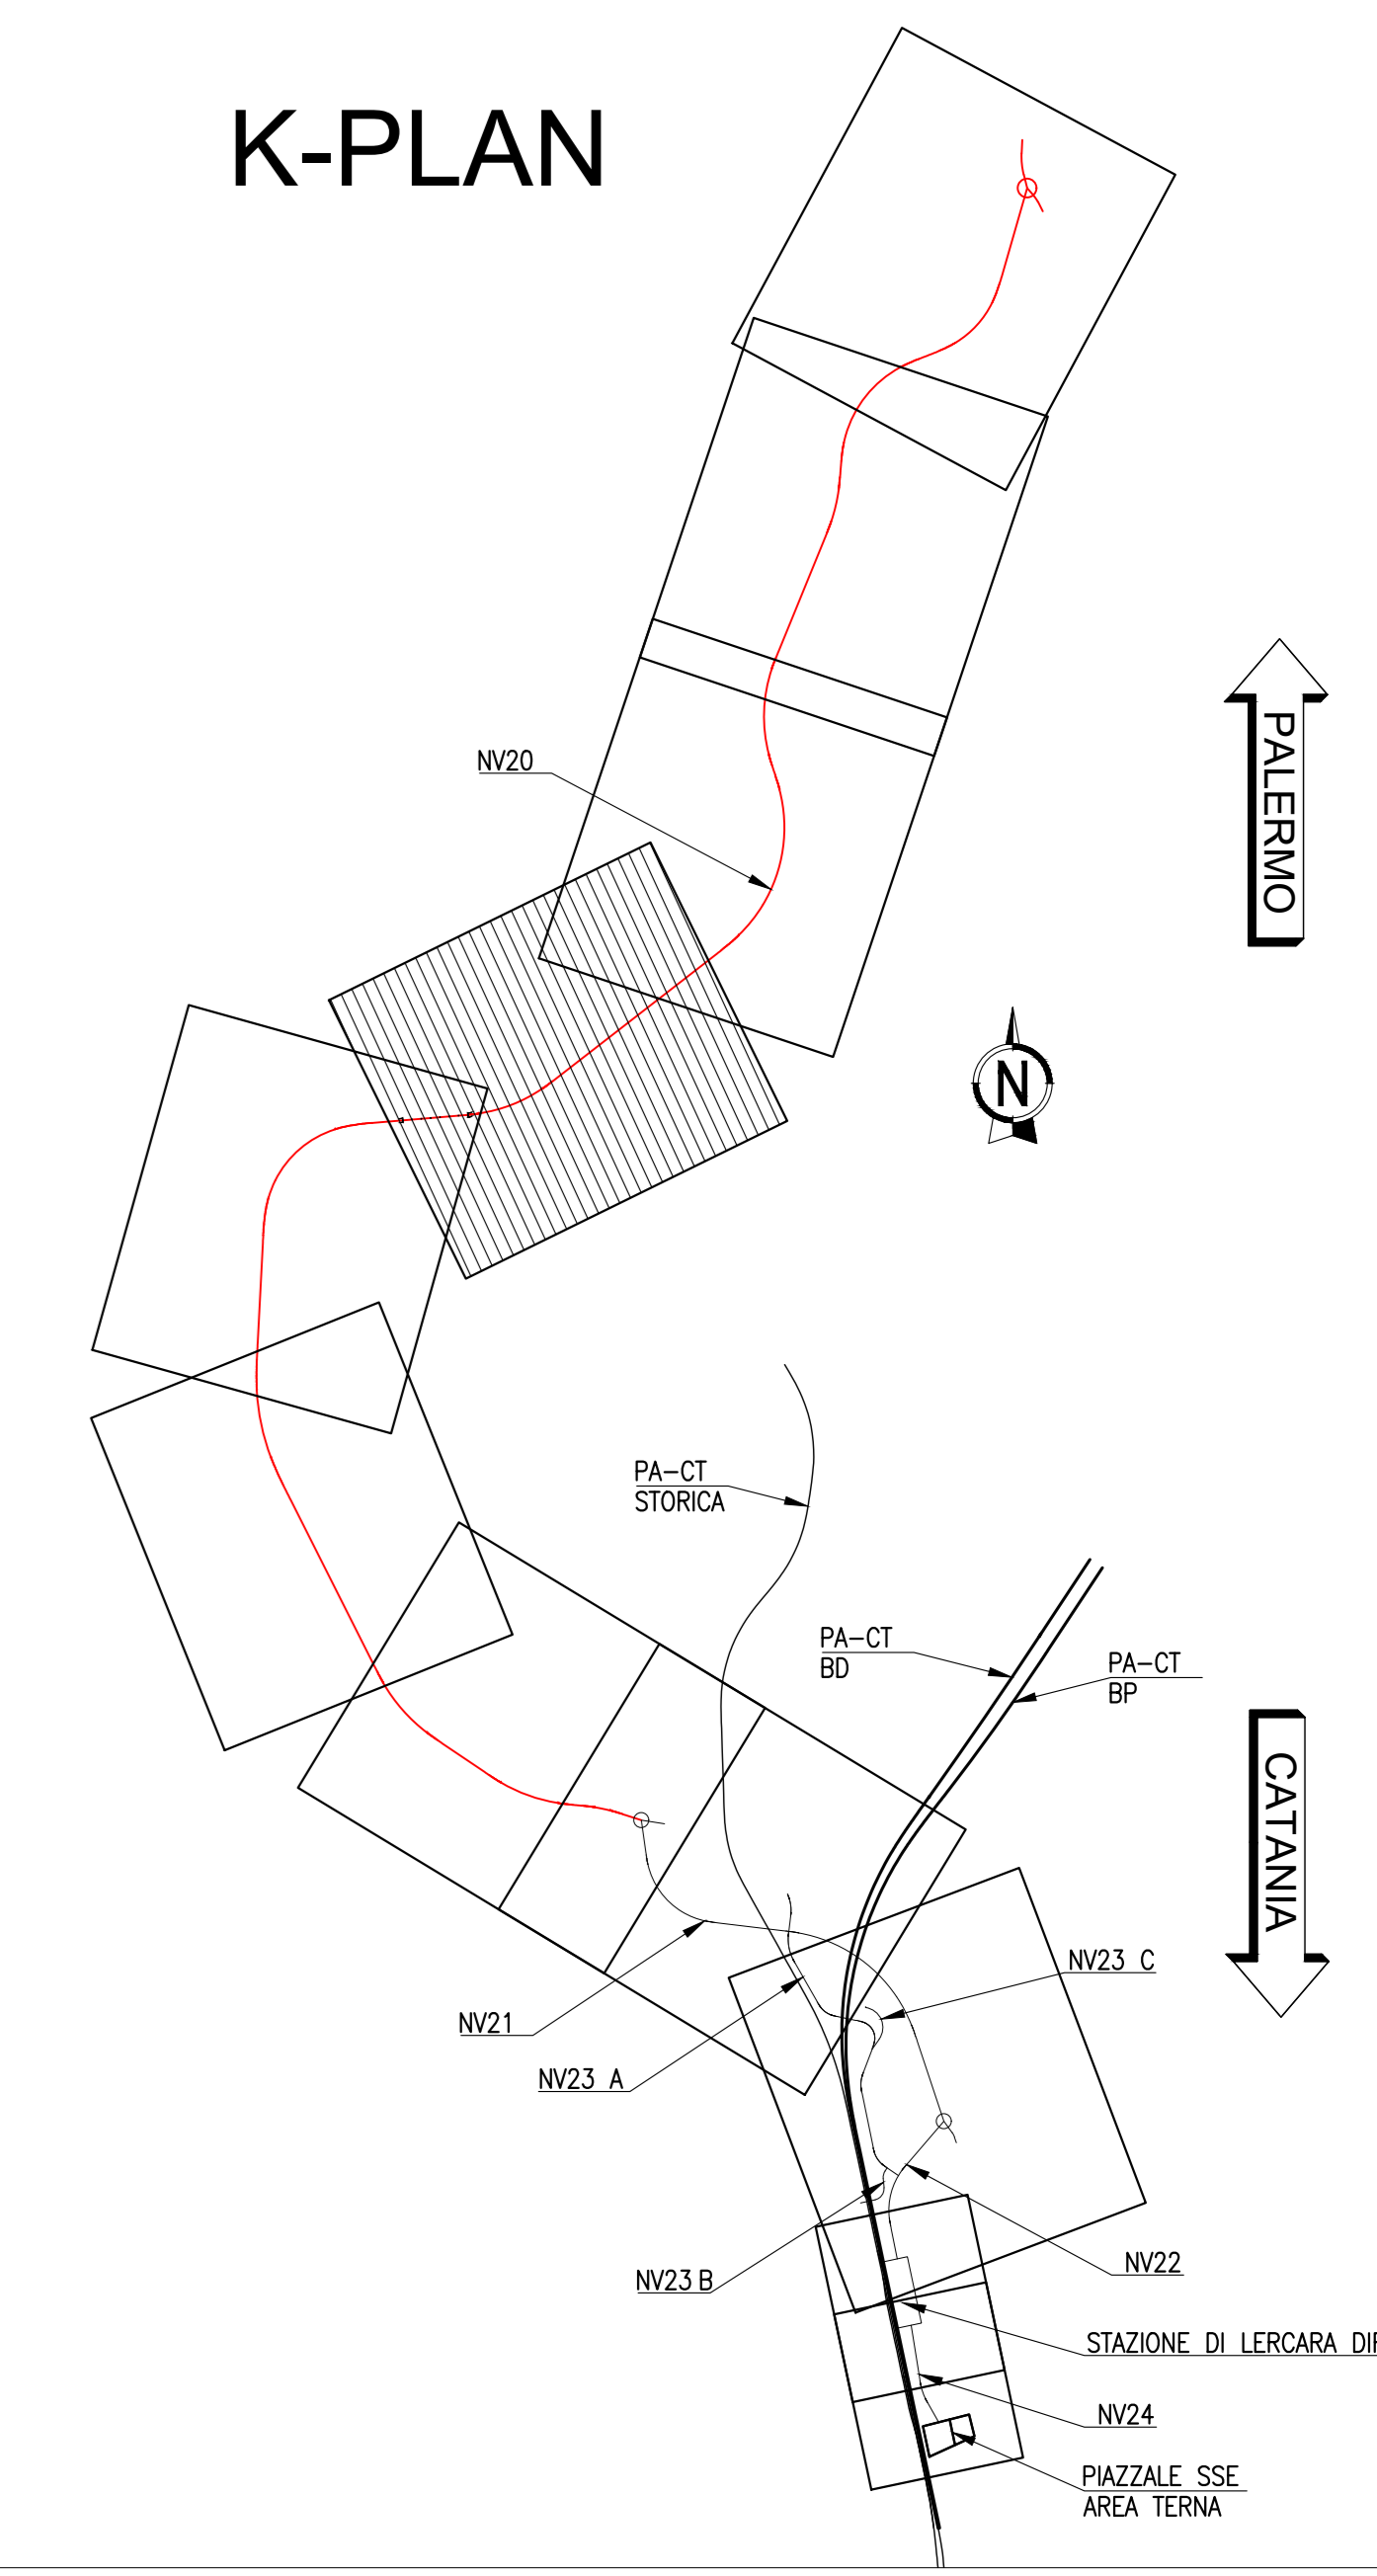 K-PLAN
NV20
PALERMO
N
PA-CT
STORICA
PA-CT
BD
PA-CT
BP
CATANIA
NV23 C
NV21
NV23 A
NV22
NV23 B
STAZIONE DI LERCARA
NV24
PIAZZALE SSE
AREA TERNA